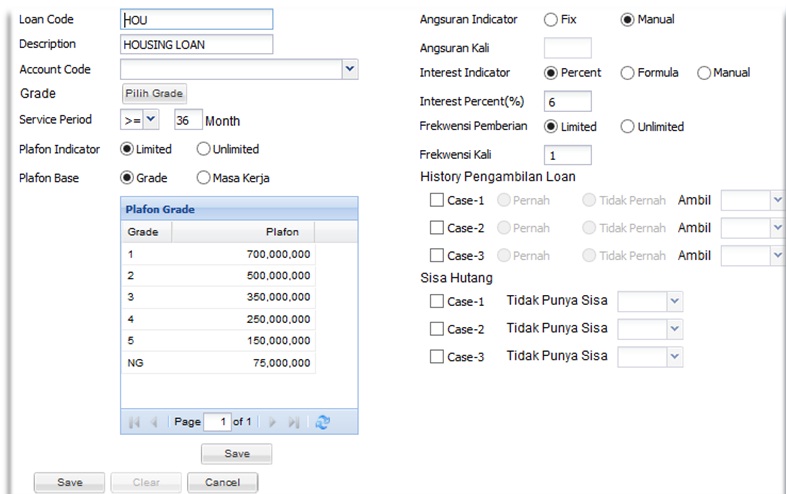 Loan Code HOU
Description HOUSING LOAN
Account Code
Grade Pilih Grade
Service Period >= 36 Month
Plafon Indicator Limited Unlimited
Plafon Base Grade Masa Kerja
Plafon Grade
Grade Plafon
1 700,000,000
2 500,000,000
3 350,000,000
4 250,000,000
5 150,000,000
NG 75,000,000
Page 1 of 1
Save
Save Clear Cancel
Angsuran Indicator Fix Manual
Angsuran Kali
Interest Indicator Percent Formula Manual
Interest Percent(%) 6
Frekwensi Pemberian Limited Unlimited
Frekwensi Kali 1
History Pengambilan Loan
Case-1 Pernah Tidak Pernah Ambil
Case-2 Pernah Tidak Pernah Ambil
Case-3 Pernah Tidak Pernah Ambil
Sisa Hutang
Case-1 Tidak Punya Sisa
Case-2 Tidak Punya Sisa
Case-3 Tidak Punya Sisa